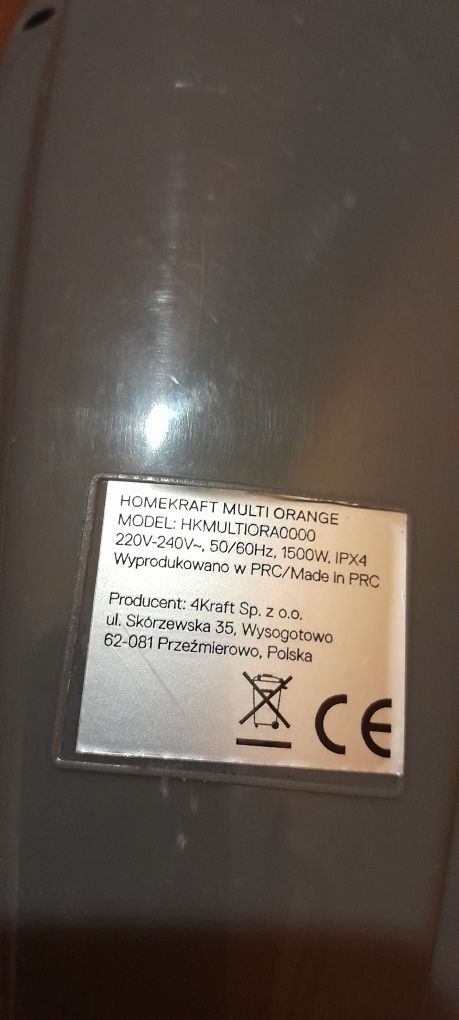 HOMEKRAFT MULTI ORANGE
MODEL: HKMULTIORA0000
220V-240V~, 50/60Hz, 1500W, IPX4
Wyprodukowano w PRC/Made in PRC
Producent: 4Kraft Sp. z o.o.
ul. Skórzewska 35, Wysogotowo
62-081 Przeźmierowo, Polska
CE